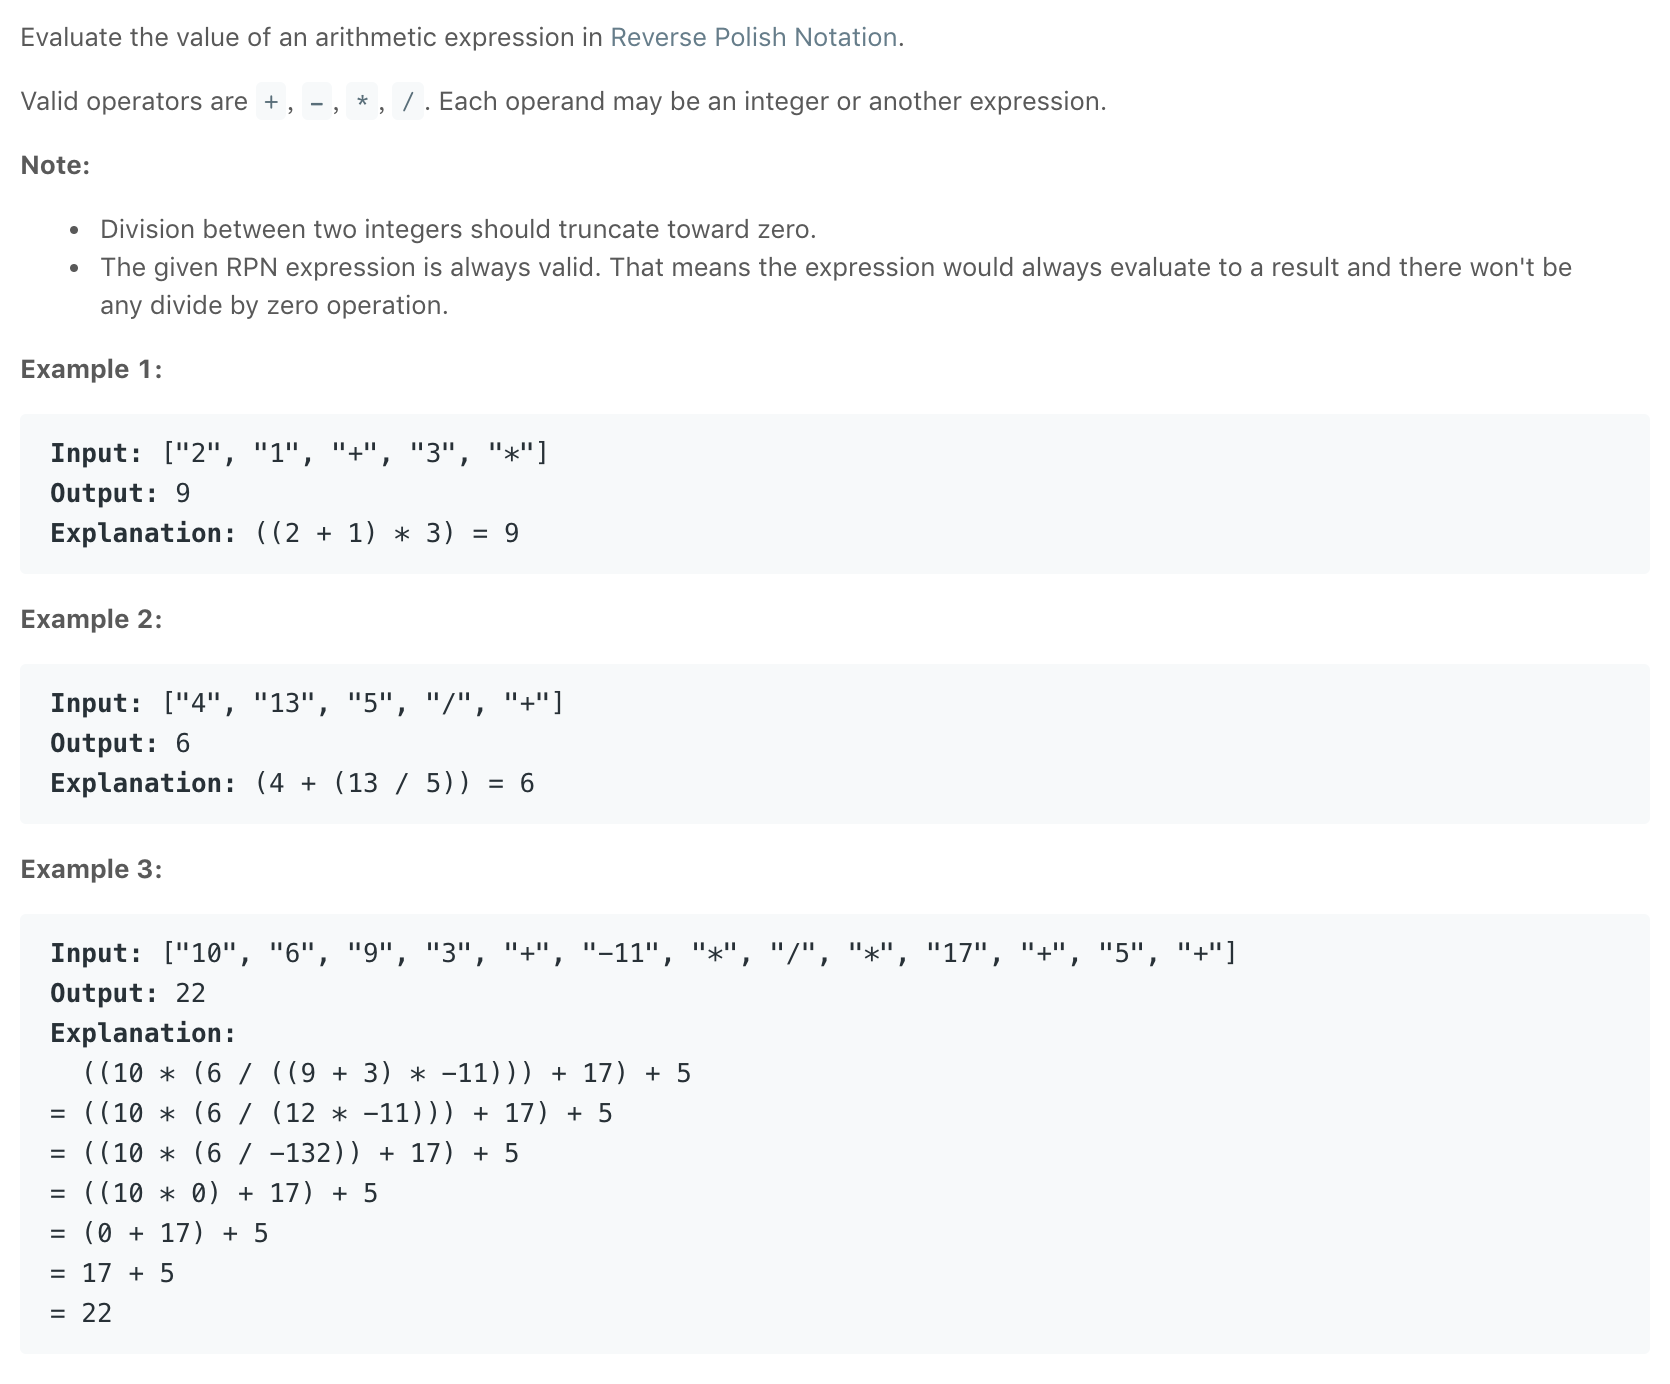 Evaluate the value of an arithmetic expression in Reverse Polish Notation.
Valid operators are +, -, *, /. Each operand may be an integer or another expression.
Note:
• Division between two integers should truncate toward zero.
• The given RPN expression is always valid. That means the expression would always evaluate to a result and there won't be
any divide by zero operation.
Example 1:
Input: ["2", "1", "+", "3", "*"]
Output: 9
Explanation: ((2 + 1) * 3) = 9
Example 2:
Input: ["4", "13", "5", "/", "+"]
Output: 6
Explanation: (4 + (13 / 5)) = 6
Example 3:
Input: ["10", "6", "9", "3", "+", "-11", "*", "/", "*", "17", "+", "5", "+"]
Output: 22
Explanation:
((10 * (6 / ((9 + 3) * -11))) + 17) + 5
= ((10 * (6 / (12 * -11))) + 17) + 5
= ((10 * (6 / -132)) + 17) + 5
= ((10 * 0) + 17) + 5
= (0 + 17) + 5
= 17 + 5
= 22